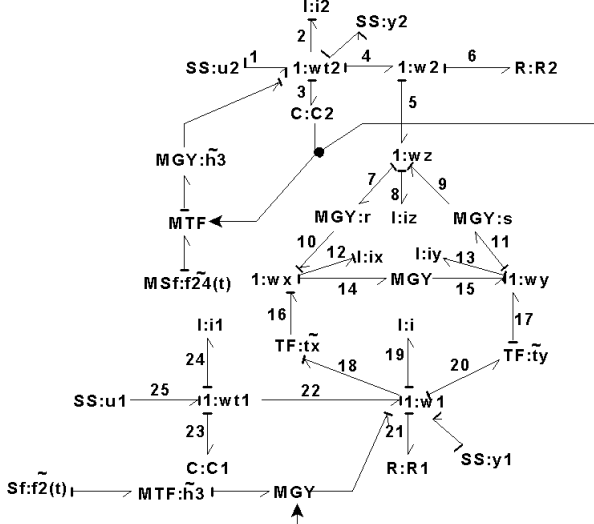 I:i2
SS:y2
2
1
4
6
SS:u2
1:wt2
1:w2
R:R2
3
5
C:C2
MGY:h̃3
1:wz
7
8
9
MGY:r
I:iz
MGY:s
MTF
10
12
I:ix
I:iy
13
11
MSf:f2̃4(t)
1:wx
14
MGY
15
1:wy
16
17
I:i1
TF:t̃x
I:i
TF:t̃y
24
18
19
20
SS:u1
25
1:wt1
22
1:w1
23
21
C:C1
R:R1
SS:y1
Sf:f̃2(t)
MTF:h̃3
MGY